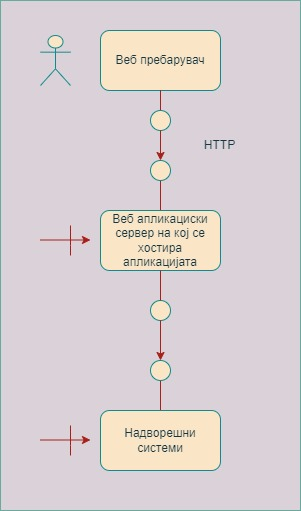 Веб пребарувач
HTTP
Веб апликациски
сервер на кој се
хостира
апликацијата
Надворешни
системи